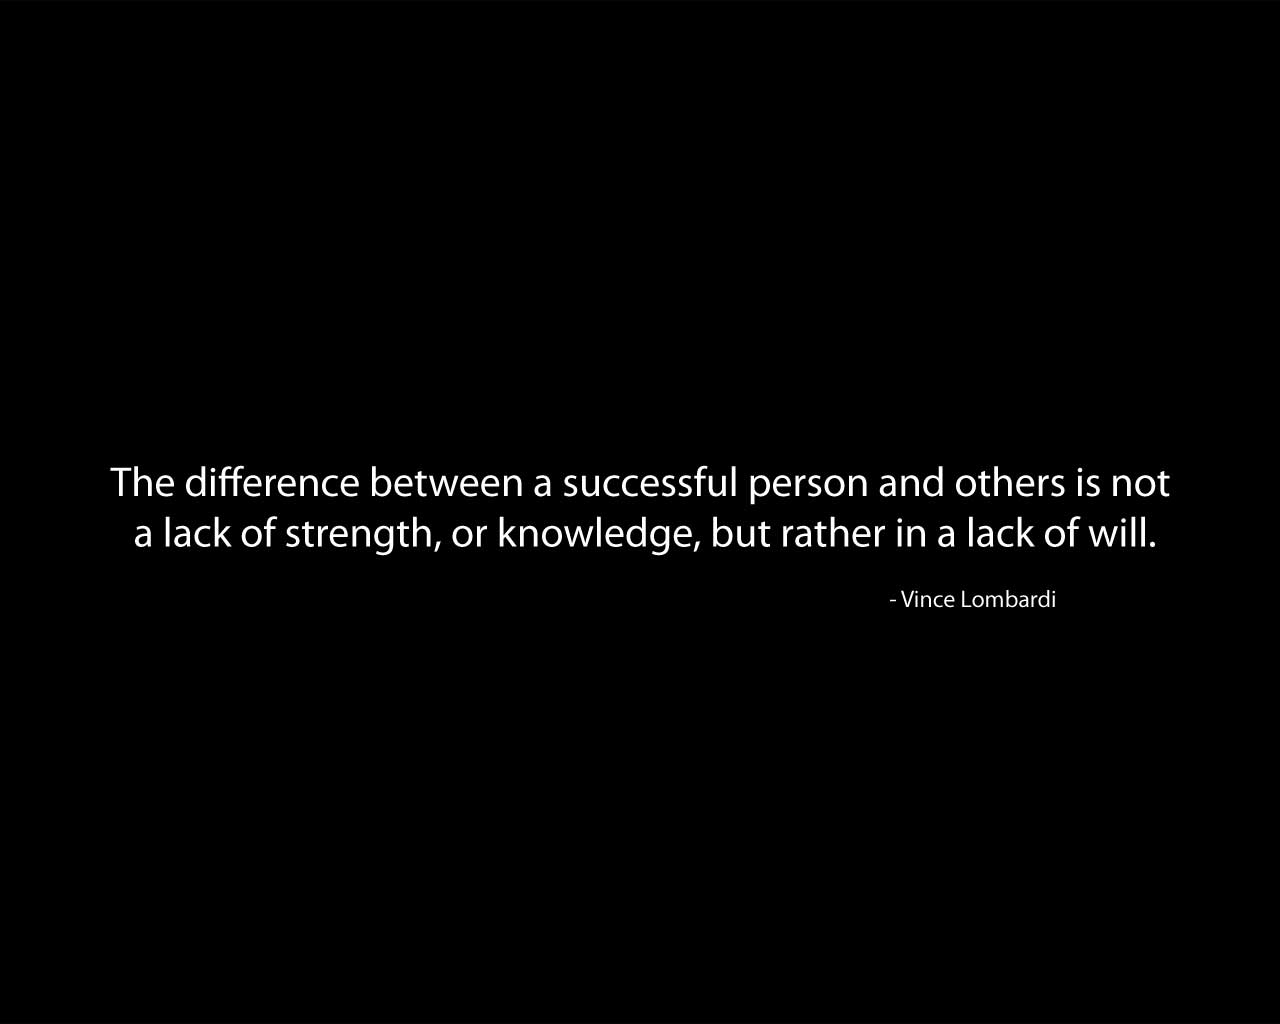 The difference between a successful person and others is not
a lack of strength, or knowledge, but rather in a lack of will.
- Vince Lombardi